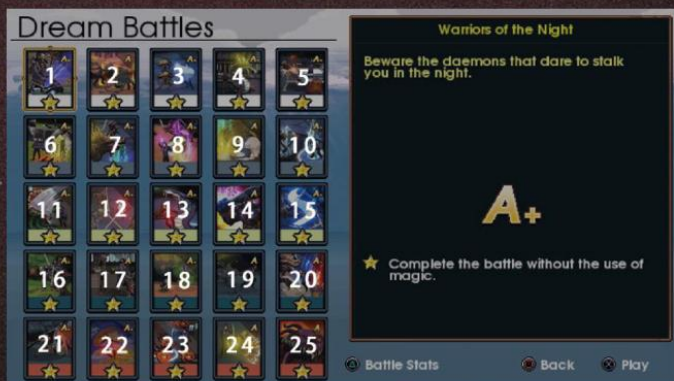 Dream Battles
1 2 3 4 5
6 7 8 9 10
11 12 13 14 15
16 17 18 19 20
21 22 23 24 25
Warriors of the Night
Beware the daemons that dare to stalk
you in the night.
A+
Complete the battle without the use of
magic.
Battle Stats Back Play